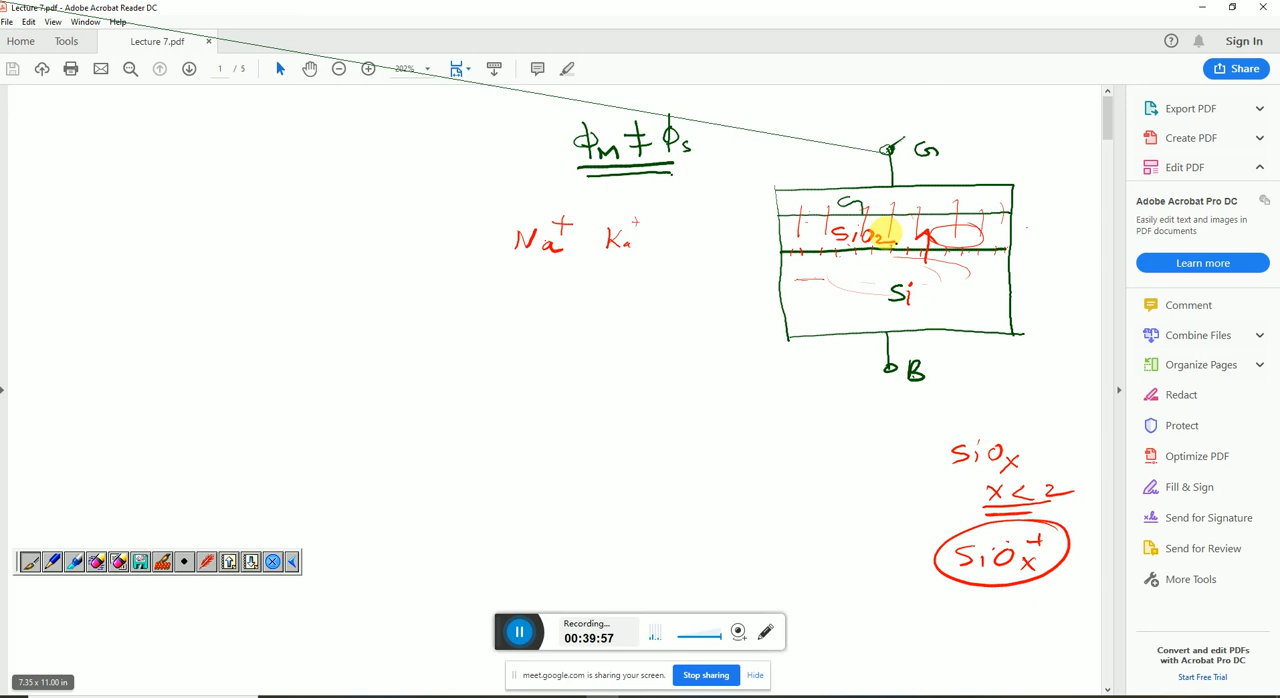 Lecture 7.pdf - Adobe Acrobat Reader DC
File Edit View Window Help
Home Tools Lecture 7.pdf × Sign In
1 / 5 202% Share
ϕM ≠ ϕs
G
Na+ Ka+
SiO2
Si
B
SiOx
x < 2
SiOx+
Export PDF
Create PDF
Edit PDF
Adobe Acrobat Pro DC
Easily edit text and images in
PDF documents
Learn more
Comment
Combine Files
Organize Pages
Redact
Protect
Optimize PDF
Fill & Sign
Send for Signature
Send for Review
More Tools
Convert and edit PDFs
with Acrobat Pro DC
Start Free Trial
Recording...
00:39:57
meet.google.com is sharing your screen. Stop sharing Hide
7.35 x 11.00 in